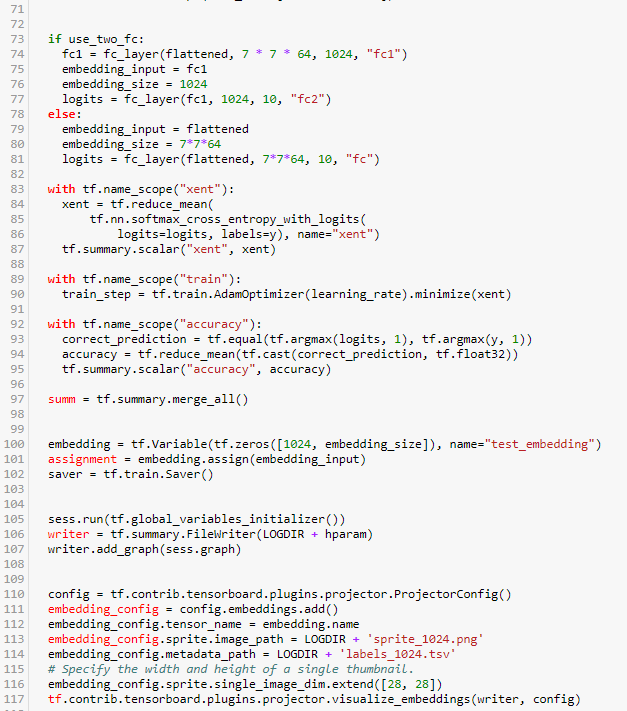 71
72
73 if use_two_fc:
74   fc1 = fc_layer(flattened, 7 * 7 * 64, 1024, "fc1")
75   embedding_input = fc1
76   embedding_size = 1024
77   logits = fc_layer(fc1, 1024, 10, "fc2")
78 else:
79   embedding_input = flattened
80   embedding_size = 7*7*64
81   logits = fc_layer(flattened, 7*7*64, 10, "fc")
82
83 with tf.name_scope("xent"):
84   xent = tf.reduce_mean(
85       tf.nn.softmax_cross_entropy_with_logits(
86           logits=logits, labels=y), name="xent")
87   tf.summary.scalar("xent", xent)
88
89 with tf.name_scope("train"):
90   train_step = tf.train.AdamOptimizer(learning_rate).minimize(xent)
91
92 with tf.name_scope("accuracy"):
93   correct_prediction = tf.equal(tf.argmax(logits, 1), tf.argmax(y, 1))
94   accuracy = tf.reduce_mean(tf.cast(correct_prediction, tf.float32))
95   tf.summary.scalar("accuracy", accuracy)
96
97 summ = tf.summary.merge_all()
98
99
100 embedding = tf.Variable(tf.zeros([1024, embedding_size]), name="test_embedding")
101 assignment = embedding.assign(embedding_input)
102 saver = tf.train.Saver()
103
104
105 sess.run(tf.global_variables_initializer())
106 writer = tf.summary.FileWriter(LOGDIR + hparam)
107 writer.add_graph(sess.graph)
108
109
110 config = tf.contrib.tensorboard.plugins.projector.ProjectorConfig()
111 embedding_config = config.embeddings.add()
112 embedding_config.tensor_name = embedding.name
113 embedding_config.sprite.image_path = LOGDIR + 'sprite_1024.png'
114 embedding_config.metadata_path = LOGDIR + 'labels_1024.tsv'
115 # Specify the width and height of a single thumbnail.
116 embedding_config.sprite.single_image_dim.extend([28, 28])
117 tf.contrib.tensorboard.plugins.projector.visualize_embeddings(writer, config)